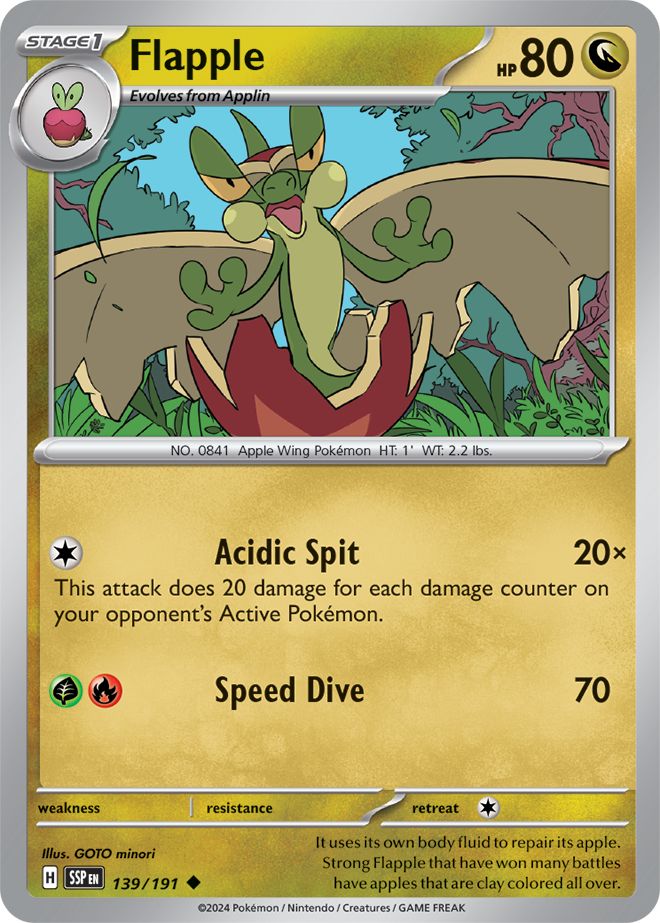 STAGE1
Flapple
HP 80
Evolves from Applin
NO. 0841 Apple Wing Pokémon HT: 1' WT: 2.2 lbs.
Acidic Spit 20×
This attack does 20 damage for each damage counter on
your opponent's Active Pokémon.
Speed Dive 70
weakness resistance retreat
Illus. GOTO minori
It uses its own body fluid to repair its apple.
Strong Flapple that have won many battles
have apples that are clay colored all over.
H SSP EN 139/191
©2024 Pokémon / Nintendo / Creatures / GAME FREAK